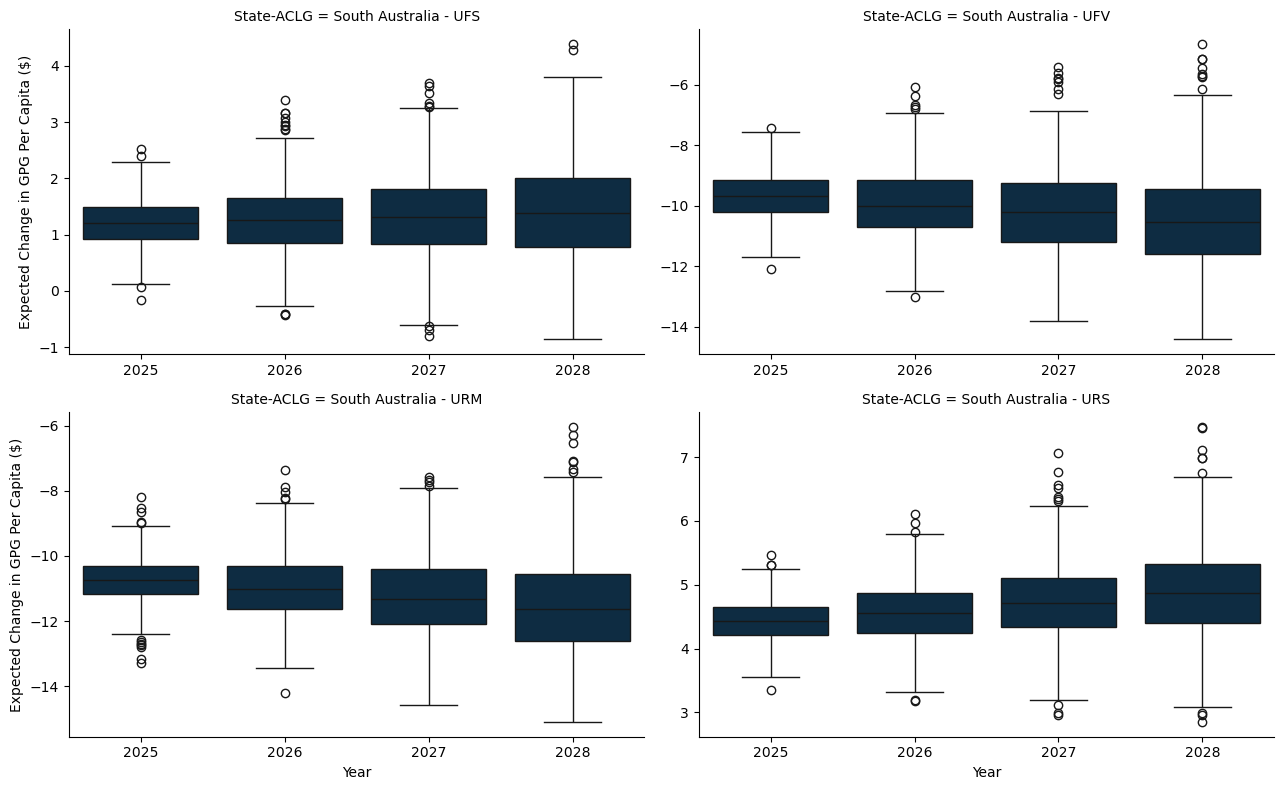 State-ACLG = South Australia - UFS
Expected Change in GPG Per Capita ($)
4
3
2
1
0
−1
2025 2026 2027 2028
State-ACLG = South Australia - UFV
−6
−8
−10
−12
−14
2025 2026 2027 2028
State-ACLG = South Australia - URM
Expected Change in GPG Per Capita ($)
−6
−8
−10
−12
−14
2025 2026 2027 2028
Year
State-ACLG = South Australia - URS
7
6
5
4
3
2025 2026 2027 2028
Year